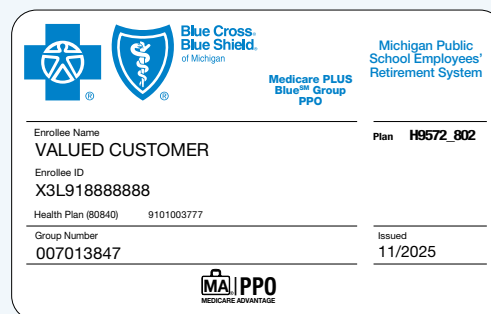 Blue Cross®
Blue Shield®
of Michigan
®
®
Medicare PLUS
Blue℠ Group
PPO
Michigan Public
School Employees'
Retirement System
Enrollee Name
VALUED CUSTOMER
Plan H9572_802
Enrollee ID
X3L918888888
Health Plan (80840) 9101003777
Group Number
007013847
Issued
11/2025
MA PPO
MEDICARE ADVANTAGE